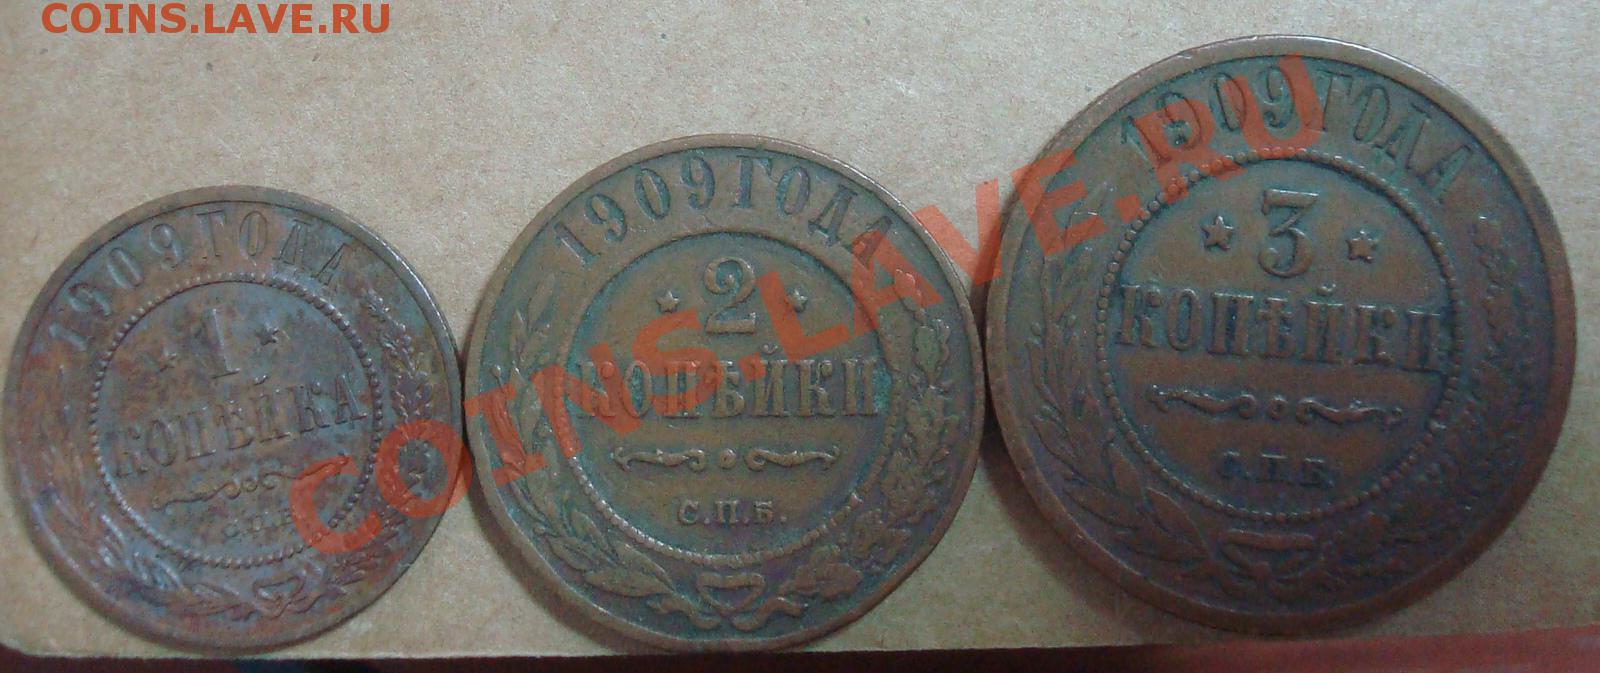 COINS.LAVE.RU
1909 ГОДА
1
КОПѢЙКА
С.П.Б.
1909 ГОДА
2
КОПѢЙКИ
С.П.Б.
1909 ГОДА
3
КОПѢЙКИ
С.П.Б.
COINS.LAVE.RU